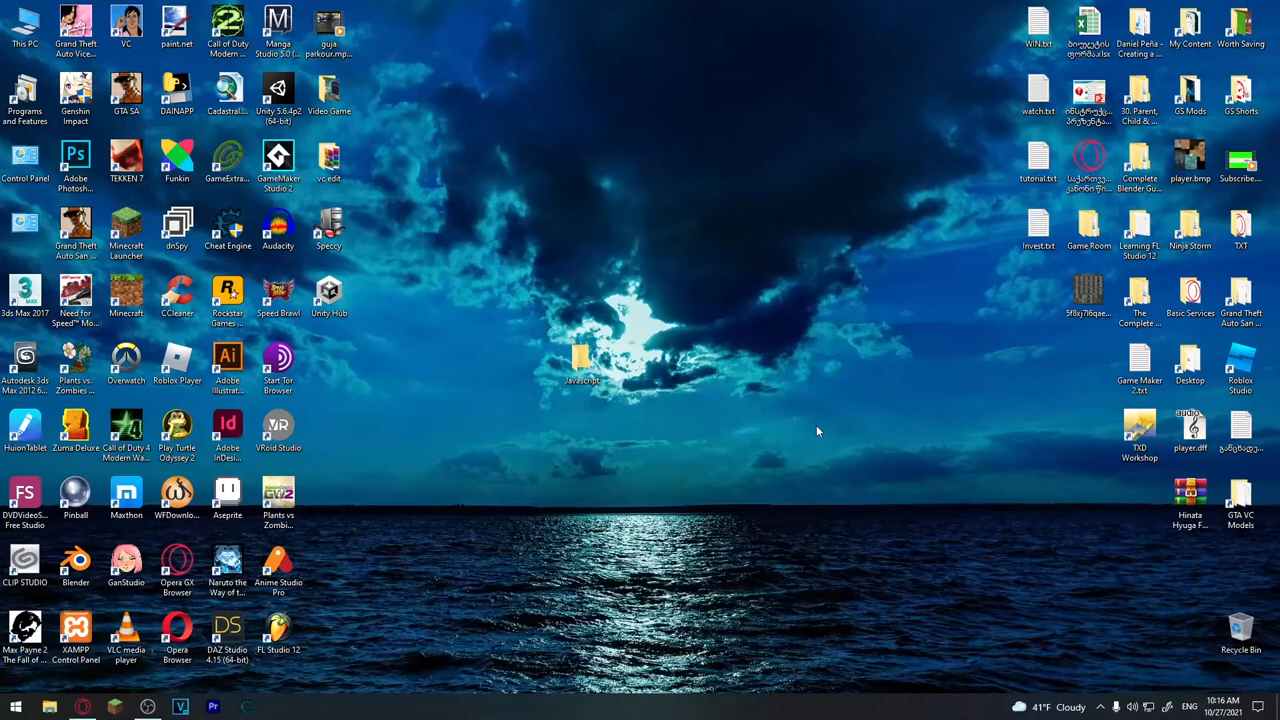 This PC
Grand Theft
Auto Vice...
VC
paint.net
Call of Duty
Modern ...
Manga
Studio 5.0 (...
guja
parkour.mp...
Programs
and Features
Genshin
Impact
GTA SA
DAINAPP
Cadastral...
Unity 5.6.4p2
(64-bit)
Video Game
Control Panel
Adobe
Photosh...
TEKKEN 7
Funkin
GameExtra...
GameMaker
Studio 2
vc edit
Grand Theft
Auto San ...
Minecraft
Launcher
dnSpy
Cheat Engine
Audacity
Speccy
3ds Max 2017
Need for
Speed™ Mo...
Minecraft
CCleaner
Rockstar
Games ...
Speed Brawl
Unity Hub
Autodesk 3ds
Max 2012 6...
Plants vs.
Zombies ...
Overwatch
Roblox Player
Adobe
Illustrat...
Start Tor
Browser
HuionTablet
Zuma Deluxe
Call of Duty 4
Modern Wa...
Play Turtle
Odyssey 2
Adobe
InDesi...
VRoid Studio
DVDVideoS...
Free Studio
Pinball
Maxthon
WFDownlo...
Aseprite
Plants vs
Zombi...
CLIP STUDIO
Blender
GanStudio
Opera GX
Browser
Naruto the
Way of t...
Anime Studio
Pro
Max Payne 2
The Fall of ...
XAMPP
Control Panel
VLC media
player
Opera
Browser
DAZ Studio
4.15 (64-bit)
FL Studio 12
Javascript
WIN.txt
ბიუჯეტის
ფორმა.xlsx
Daniel Peña -
Creating a ...
My Content
Worth Saving
watch.txt
ინსტრუქც...
პრეზენტა...
30. Parent,
Child & ...
GS Mods
GS Shorts
tutorial.txt
საქართვე...
კანონი წი...
Complete
Blender Gu...
player.bmp
Subscribe....
Invest.txt
Game Room
Learning FL
Studio 12
Ninja Storm
TXT
5f8xj7l6qae...
The
Complete ...
Basic Services
Grand Theft
Auto San ...
Game Maker
2.txt
Desktop
Roblox
Studio
TXD
Workshop
audio
player.dff
განცხადე...
Hinata
Hyuga F...
GTA VC
Models
Recycle Bin
41°F Cloudy
ENG
10:16 AM
10/27/2021